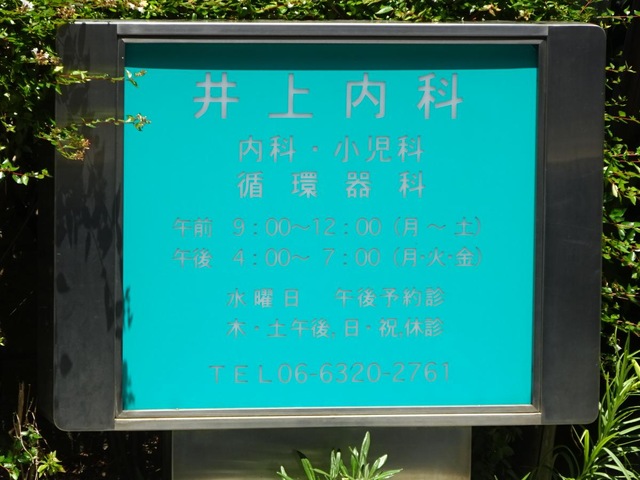 井上内科
内科・小児科
循環器科
午前 9:00〜12:00 (月〜土)
午後 4:00〜 7:00 (月・火・金)
水曜日 午後予約診
木・土午後,日・祝,休診
TEL06-6320-2761